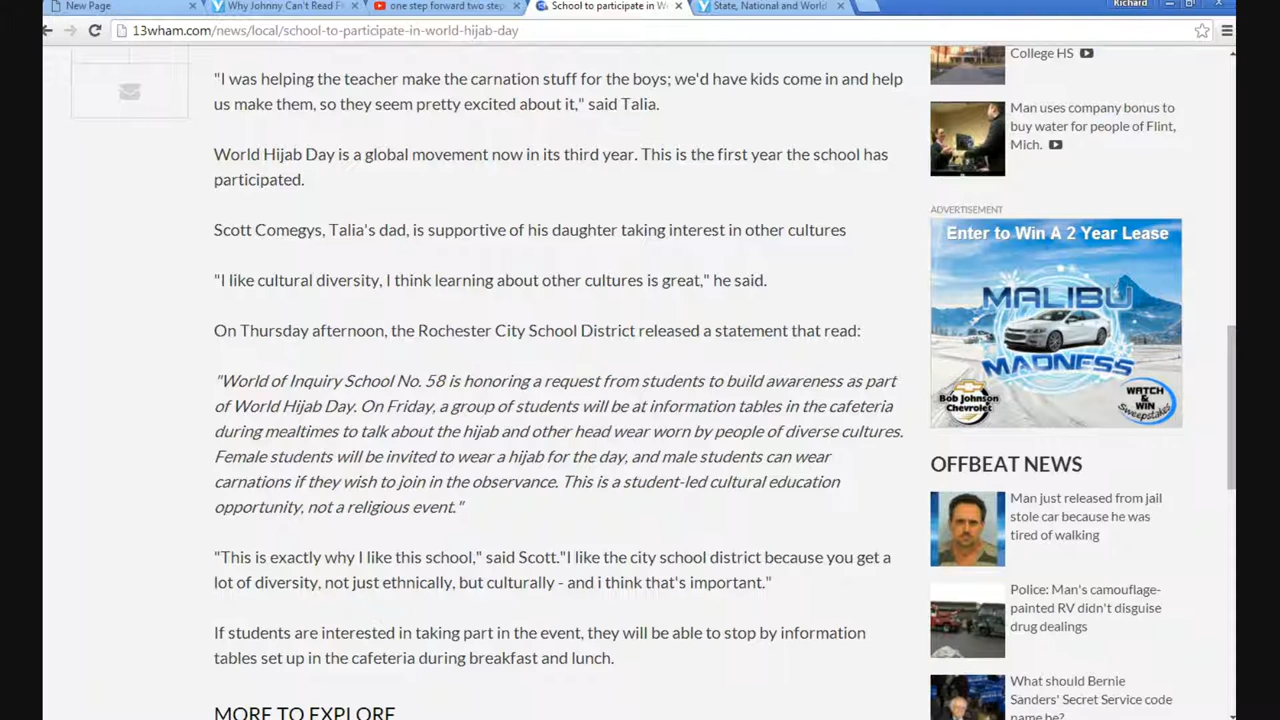 New Page
Why Johnny Can't Read F
one step forward two step
School to participate in W
State, National and World
Richard
13wham.com/news/local/school-to-participate-in-world-hijab-day
"I was helping the teacher make the carnation stuff for the boys; we'd have kids come in and help
us make them, so they seem pretty excited about it," said Talia.
World Hijab Day is a global movement now in its third year. This is the first year the school has
participated.
Scott Comegys, Talia's dad, is supportive of his daughter taking interest in other cultures
"I like cultural diversity, I think learning about other cultures is great," he said.
On Thursday afternoon, the Rochester City School District released a statement that read:
"World of Inquiry School No. 58 is honoring a request from students to build awareness as part
of World Hijab Day. On Friday, a group of students will be at information tables in the cafeteria
during mealtimes to talk about the hijab and other head wear worn by people of diverse cultures.
Female students will be invited to wear a hijab for the day, and male students can wear
carnations if they wish to join in the observance. This is a student-led cultural education
opportunity, not a religious event."
"This is exactly why I like this school," said Scott."I like the city school district because you get a
lot of diversity, not just ethnically, but culturally - and i think that's important."
If students are interested in taking part in the event, they will be able to stop by information
tables set up in the cafeteria during breakfast and lunch.
MORE TO EXPLORE
College HS
Man uses company bonus to
buy water for people of Flint,
Mich.
ADVERTISEMENT
Enter to Win A 2 Year Lease
MALIBU
MADNESS
Bob Johnson
Chevrolet
WATCH
&
WIN
Sweepstakes
OFFBEAT NEWS
Man just released from jail
stole car because he was
tired of walking
Police: Man's camouflage-
painted RV didn't disguise
drug dealings
What should Bernie
Sanders' Secret Service code
name be?